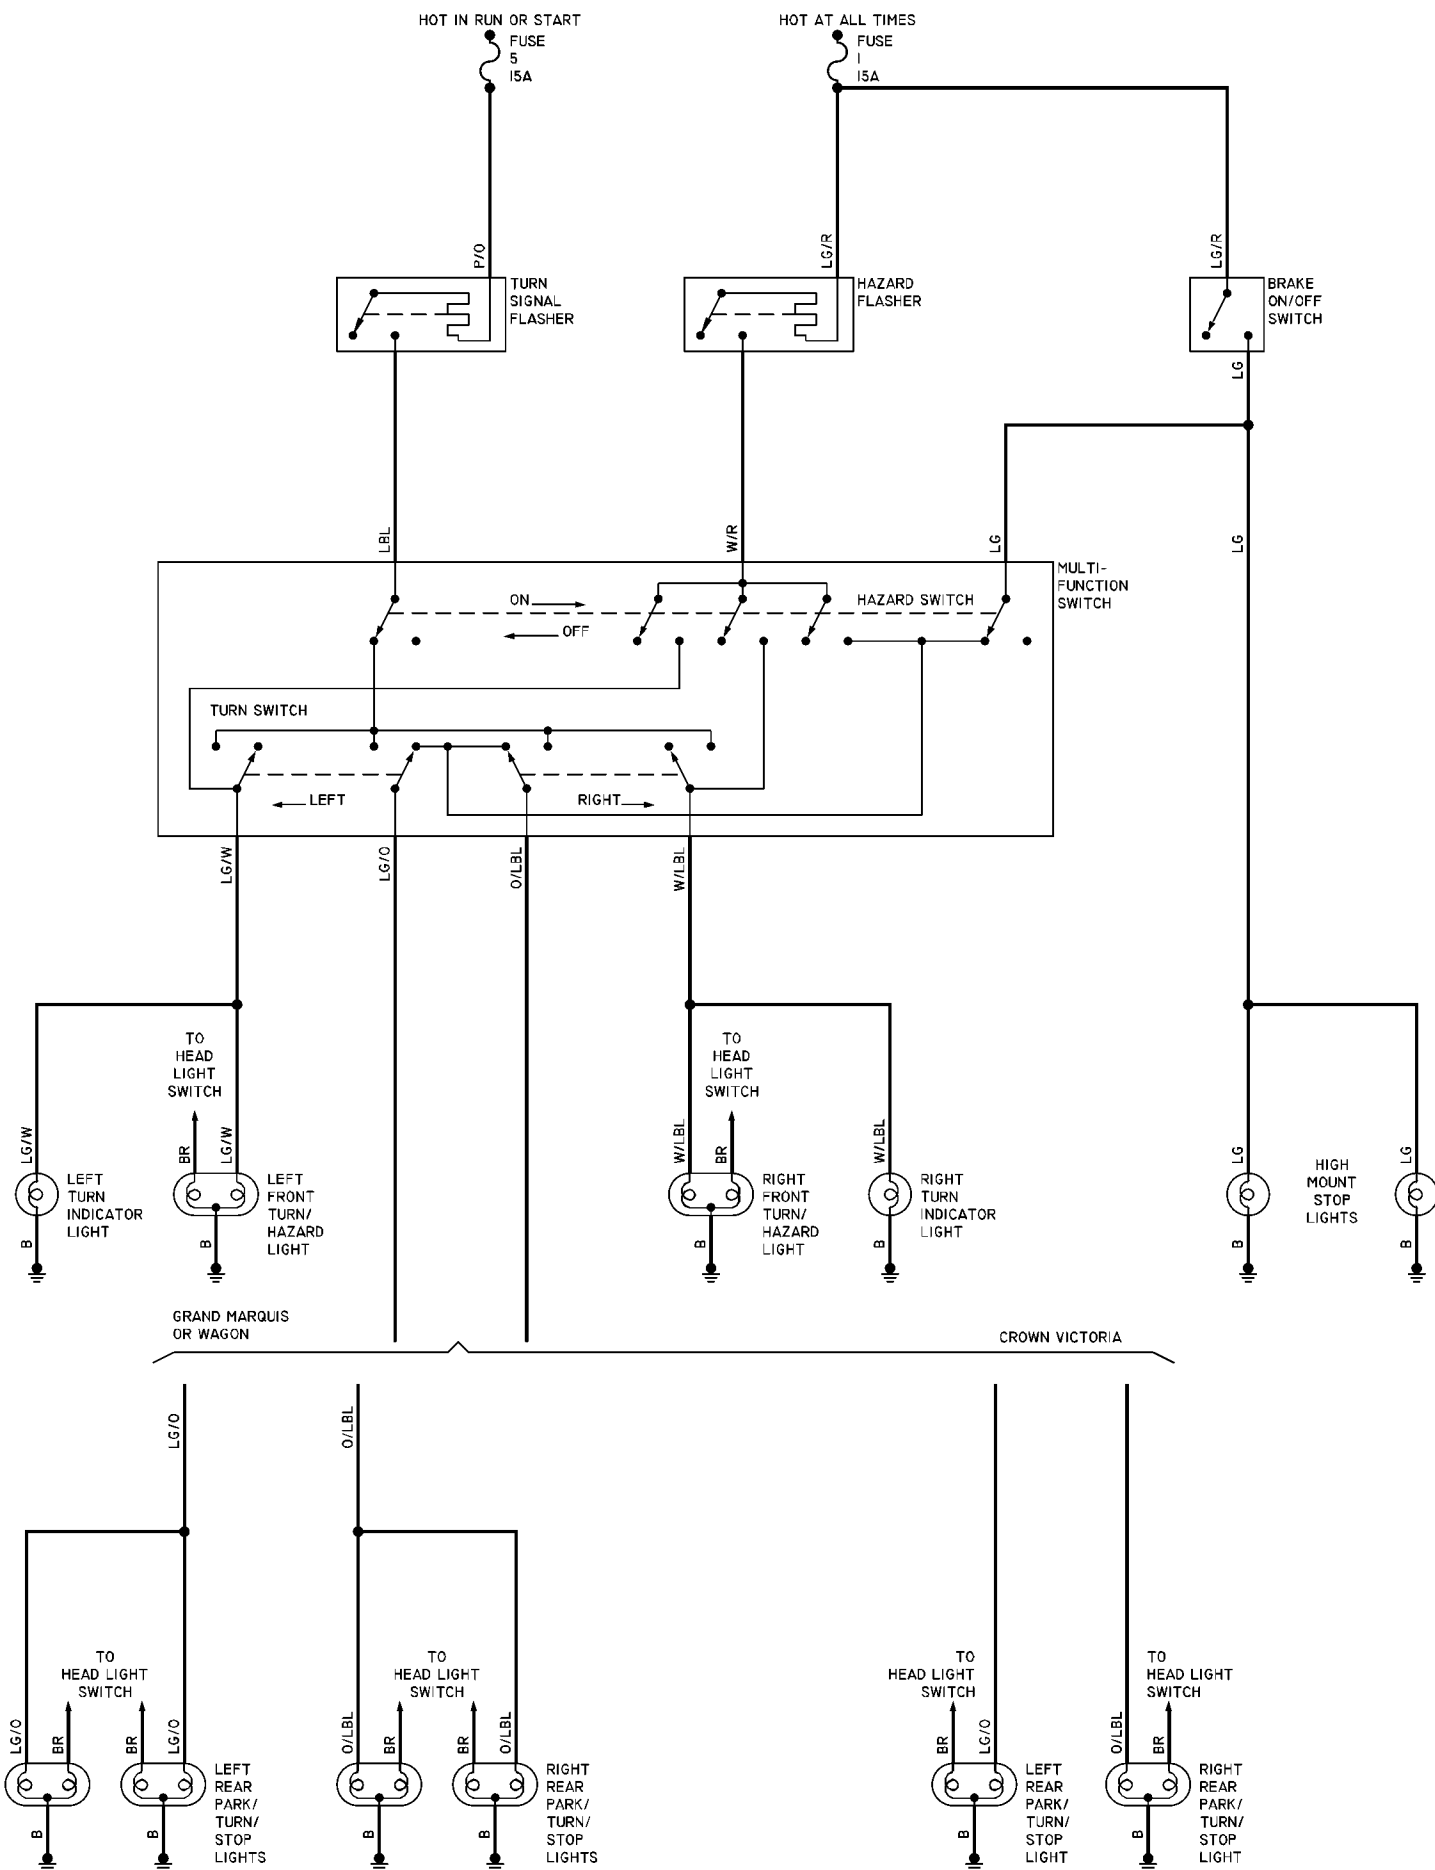 HOT IN RUN OR START
FUSE
5
15A
HOT AT ALL TIMES
FUSE
1
15A
P/O
LG/R
LG/R
TURN
SIGNAL
FLASHER
HAZARD
FLASHER
BRAKE
ON/OFF
SWITCH
LG
LBL
W/R
LG
LG
MULTI-
FUNCTION
SWITCH
ON
HAZARD SWITCH
OFF
TURN SWITCH
LEFT
RIGHT
LG/W
LG/O
O/LBL
W/LBL
TO
HEAD
LIGHT
SWITCH
TO
HEAD
LIGHT
SWITCH
LG/W
BR
LG/W
W/LBL
BR
W/LBL
LG
LG
LEFT
TURN
INDICATOR
LIGHT
LEFT
FRONT
TURN/
HAZARD
LIGHT
RIGHT
FRONT
TURN/
HAZARD
LIGHT
RIGHT
TURN
INDICATOR
LIGHT
HIGH
MOUNT
STOP
LIGHTS
B
B
B
B
B
B
GRAND MARQUIS
OR WAGON
CROWN VICTORIA
LG/O
O/LBL
TO
HEAD LIGHT
SWITCH
TO
HEAD LIGHT
SWITCH
TO
HEAD LIGHT
SWITCH
TO
HEAD LIGHT
SWITCH
LG/O
BR
BR
LG/O
O/LBL
BR
BR
O/LBL
BR
LG/O
O/LBL
BR
LEFT
REAR
PARK/
TURN/
STOP
LIGHTS
RIGHT
REAR
PARK/
TURN/
STOP
LIGHTS
LEFT
REAR
PARK/
TURN/
STOP
LIGHT
RIGHT
REAR
PARK/
TURN/
STOP
LIGHT
B
B
B
B
B
B